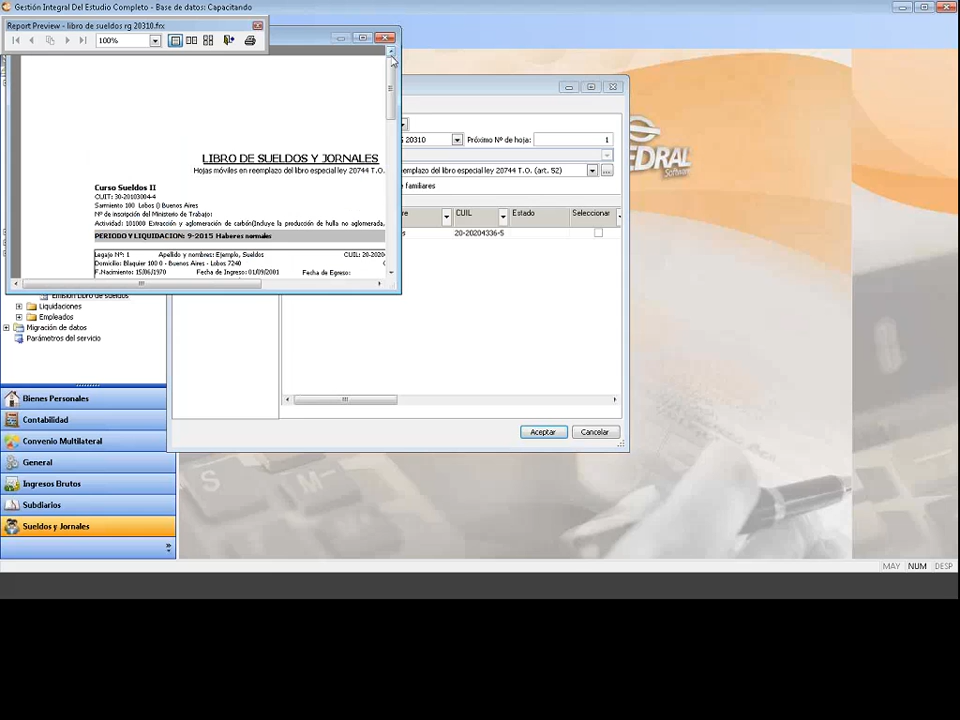 Gestión Integral Del Estudio Completo - Base de datos: Capacitando
Report Preview - libro de sueldos rg 20310.frx
100%
LIBRO DE SUELDOS Y JORNALES
Hojas móviles en reemplazo del libro especial ley 20744 T.O.
Curso Sueldos II
CUIT: 30-20103004-4
Sarmiento 100 Lobos () Buenos Aires
Nº de inscripción del Ministerio de Trabajo:
Actividad: 101000 Extracción y aglomeración de carbón(Incluye la producción de hulla no aglomerada,
PERIODO Y LIQUIDACION: 9-2015 Haberes normales
Legajo Nº: 1 Apellido y nombres: Ejemplo, Sueldos CUIL: 20-2020
Domicilio: Blaquier 100 0 - Buenos Aires - Lobos 7240
F.Nacimiento: 15/06/1970 Fecha de Ingreso: 01/09/2001 Fecha de Egreso:
20310 Próximo Nº de hoja: 1
emplazo del libro especial ley 20744 T.O. (art. 52)
familiares
CUIL Estado Seleccionar
20-20204336-5
Aceptar Cancelar
Emisión Libro de sueldos
Liquidaciones
Empleados
Migración de datos
Parámetros del servicio
Bienes Personales
Contabilidad
Convenio Multilateral
General
Ingresos Brutos
Subdiarios
Sueldos y Jornales
EDRAL
Software
S M
MAY NUM DESP